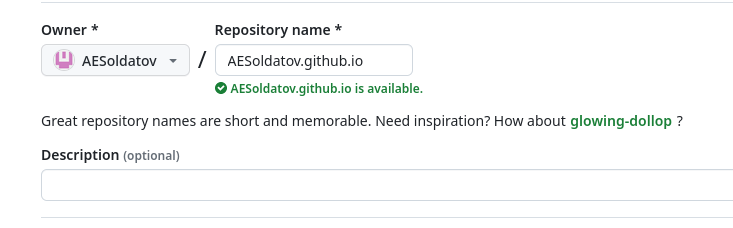 Owner * Repository name *
AESoldatov / AESoldatov.github.io
AESoldatov.github.io is available.
Great repository names are short and memorable. Need inspiration? How about glowing-dollop ?
Description (optional)